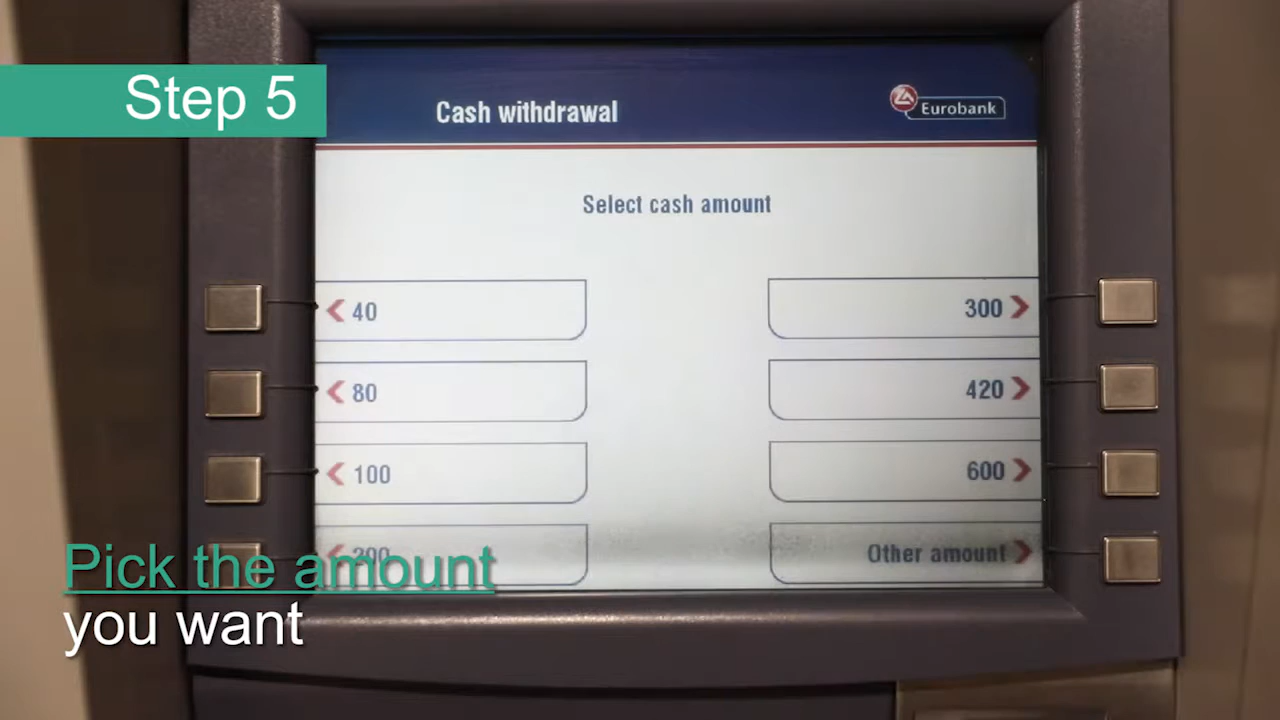 Step 5
Cash withdrawal
Eurobank
Select cash amount
40
300
80
420
100
600
200
Other amount
Pick the amount
you want